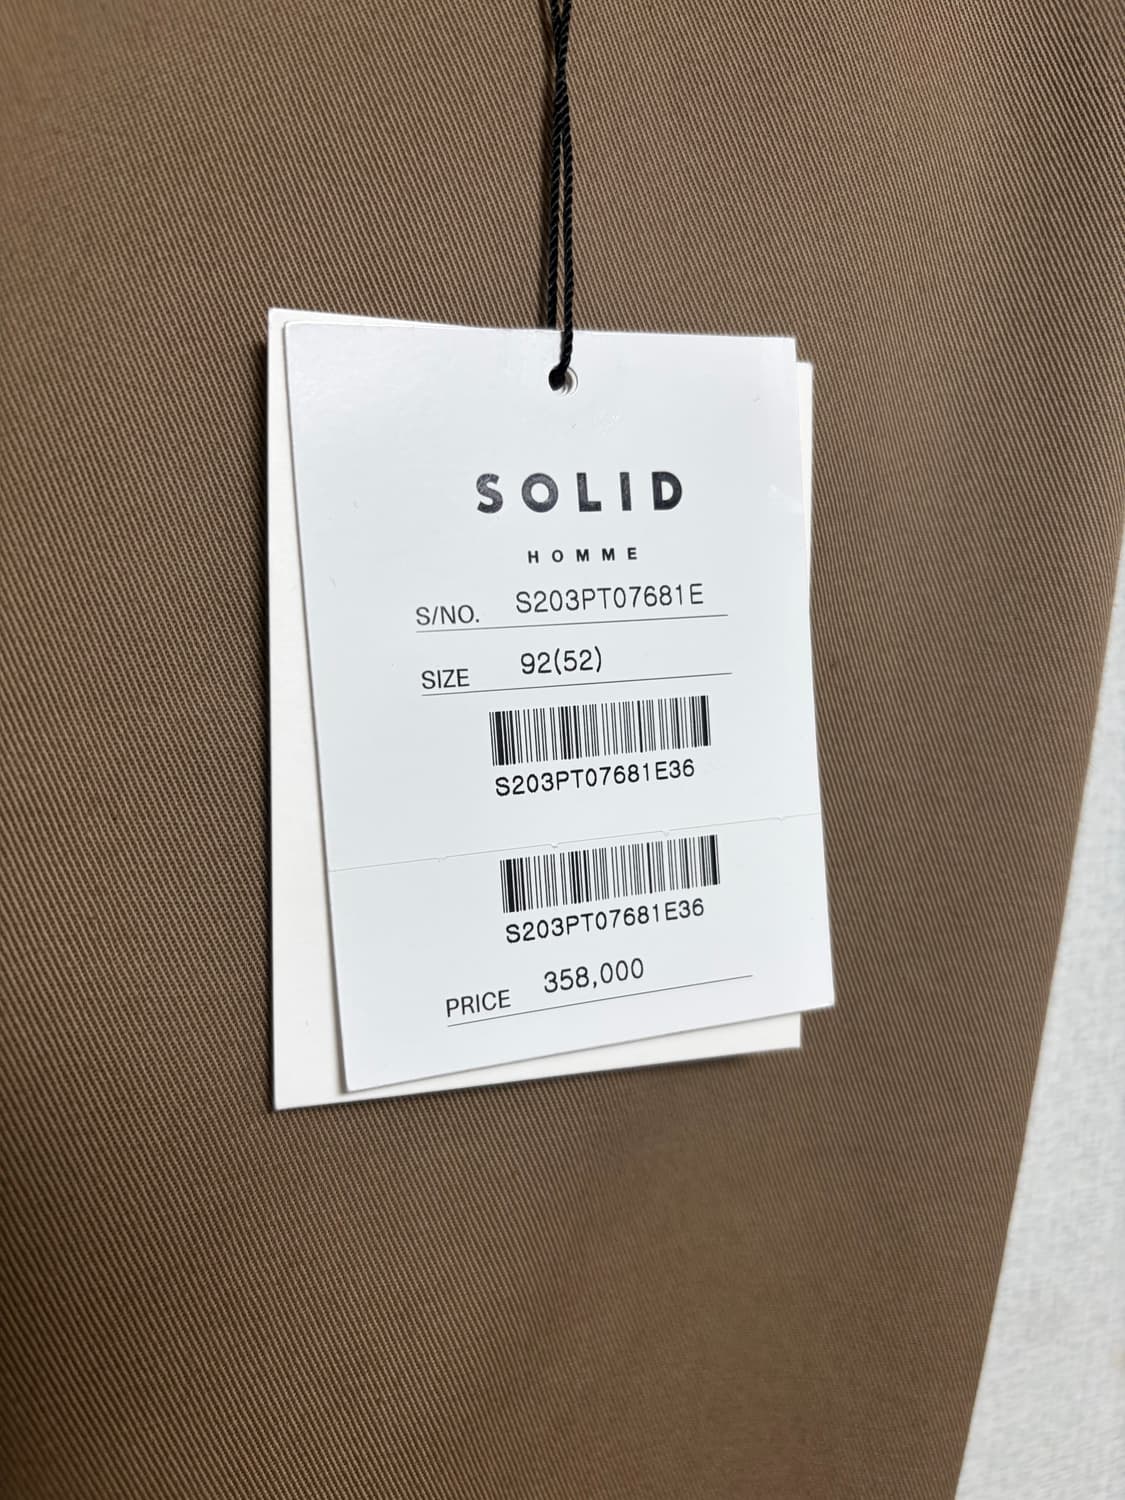 SOLID
HOMME
S/NO. S203PT07681E
SIZE 92(52)
S203PT07681E36
S203PT07681E36
PRICE 358,000